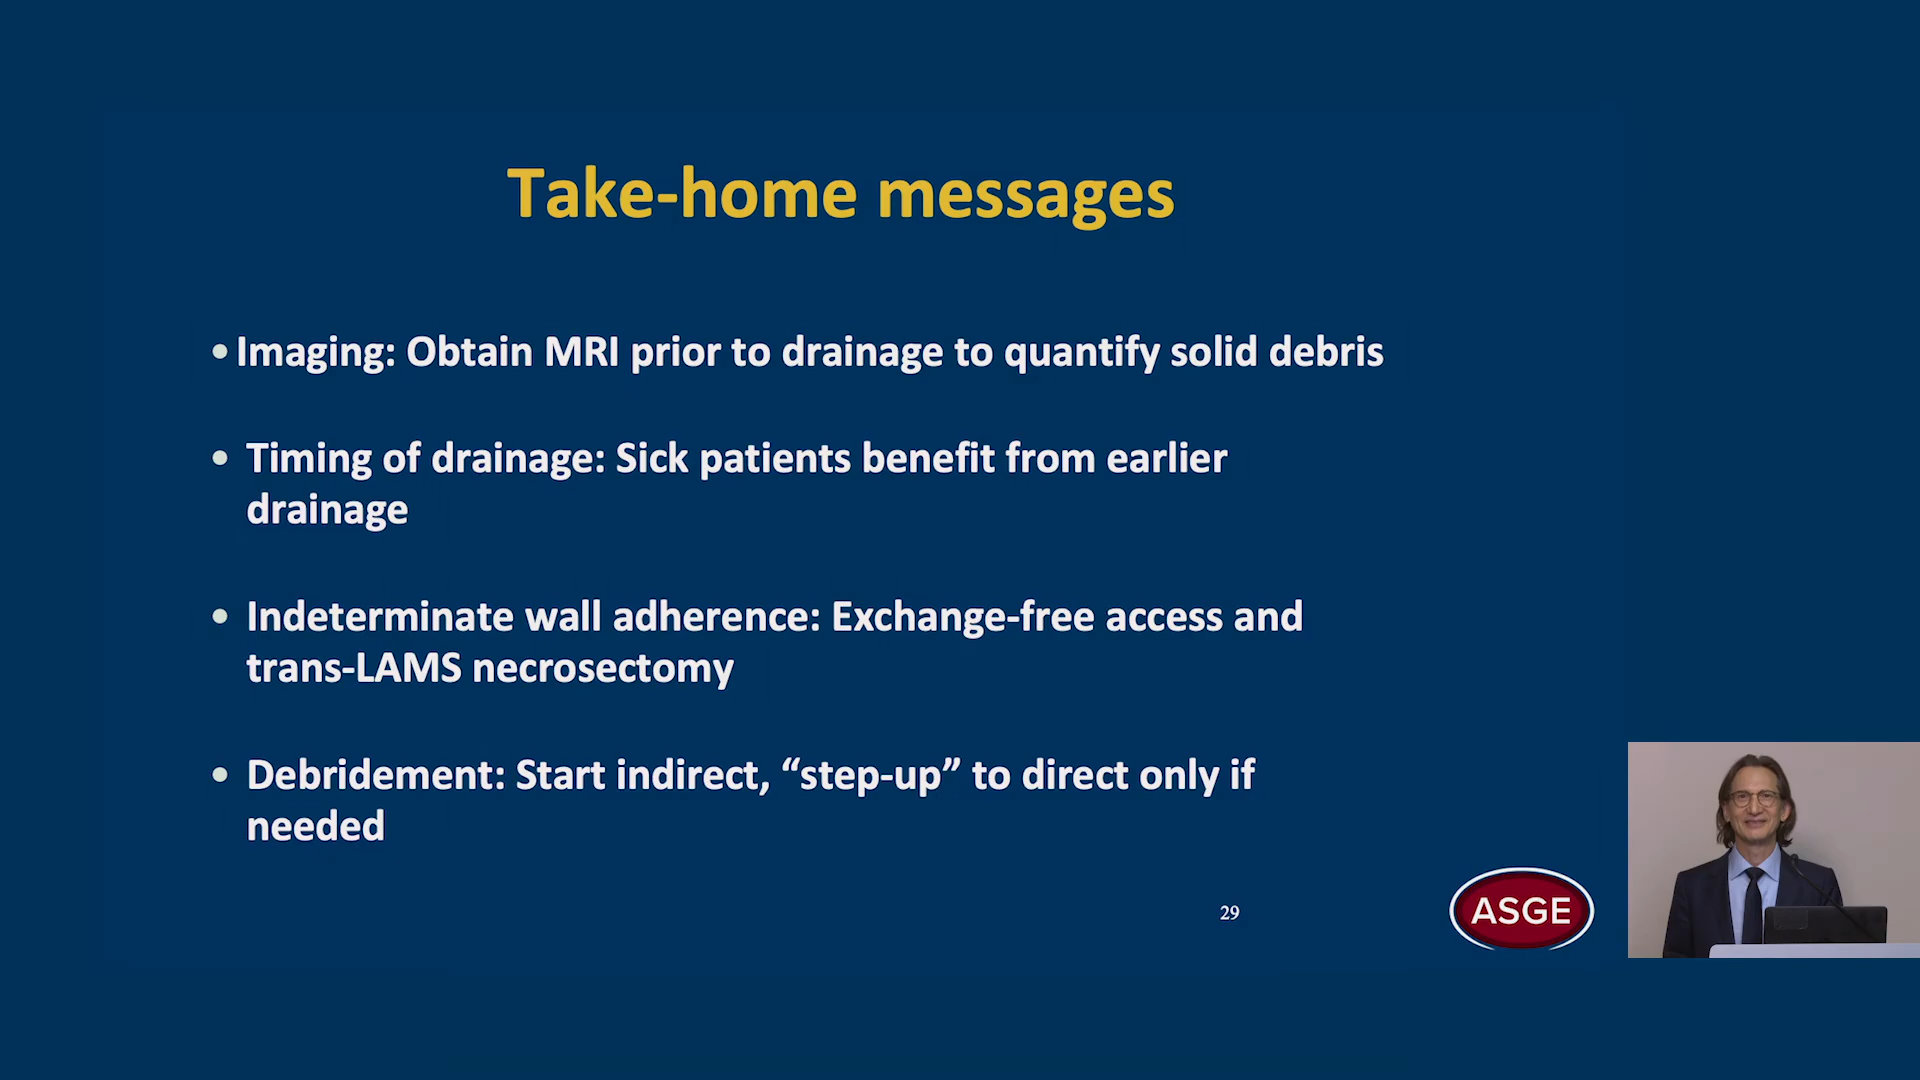 Take-home messages
• Imaging: Obtain MRI prior to drainage to quantify solid debris
• Timing of drainage: Sick patients benefit from earlier
drainage
• Indeterminate wall adherence: Exchange-free access and
trans-LAMS necrosectomy
• Debridement: Start indirect, “step-up” to direct only if
needed
29
ASGE